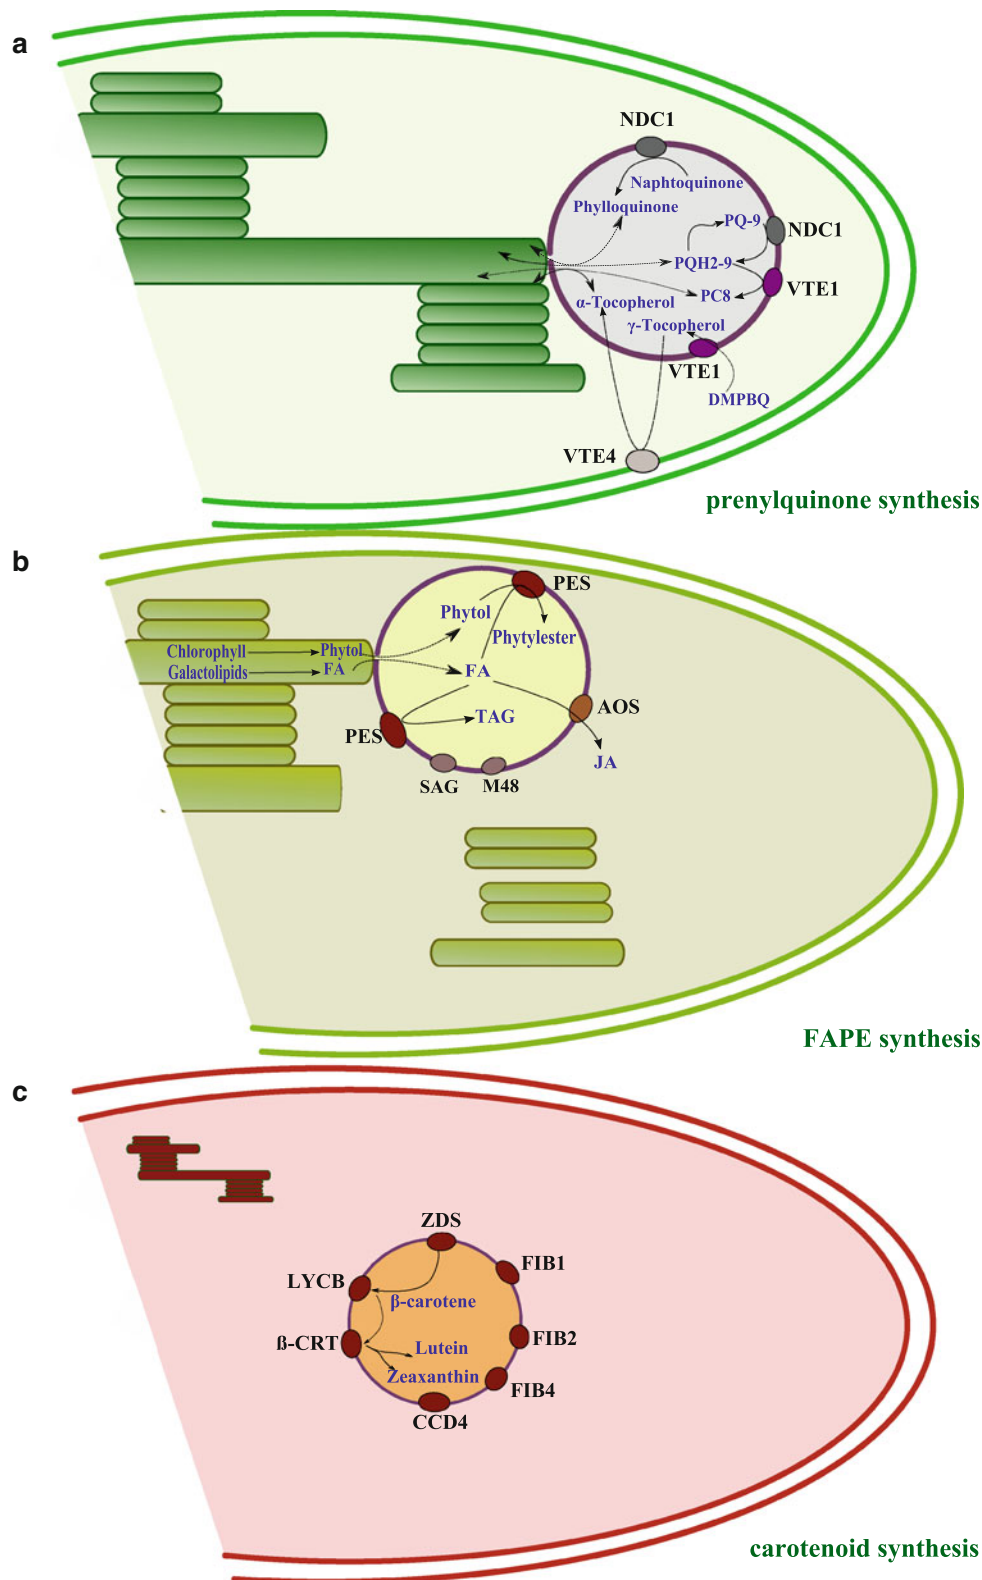 a
NDC1
Naphtoquinone
Phylloquinone
PQ-9
NDC1
PQH2-9
PC8
VTE1
α-Tocopherol
γ-Tocopherol
VTE1
DMPBQ
VTE4
prenylquinone synthesis
b
PES
Phytol
Phytylester
Chlorophyll
Phytol
Galactolipids
FA
FA
TAG
AOS
PES
JA
SAG
M48
FAPE synthesis
c
ZDS
FIB1
LYCB
β-carotene
ß-CRT
FIB2
Lutein
Zeaxanthin
FIB4
CCD4
carotenoid synthesis